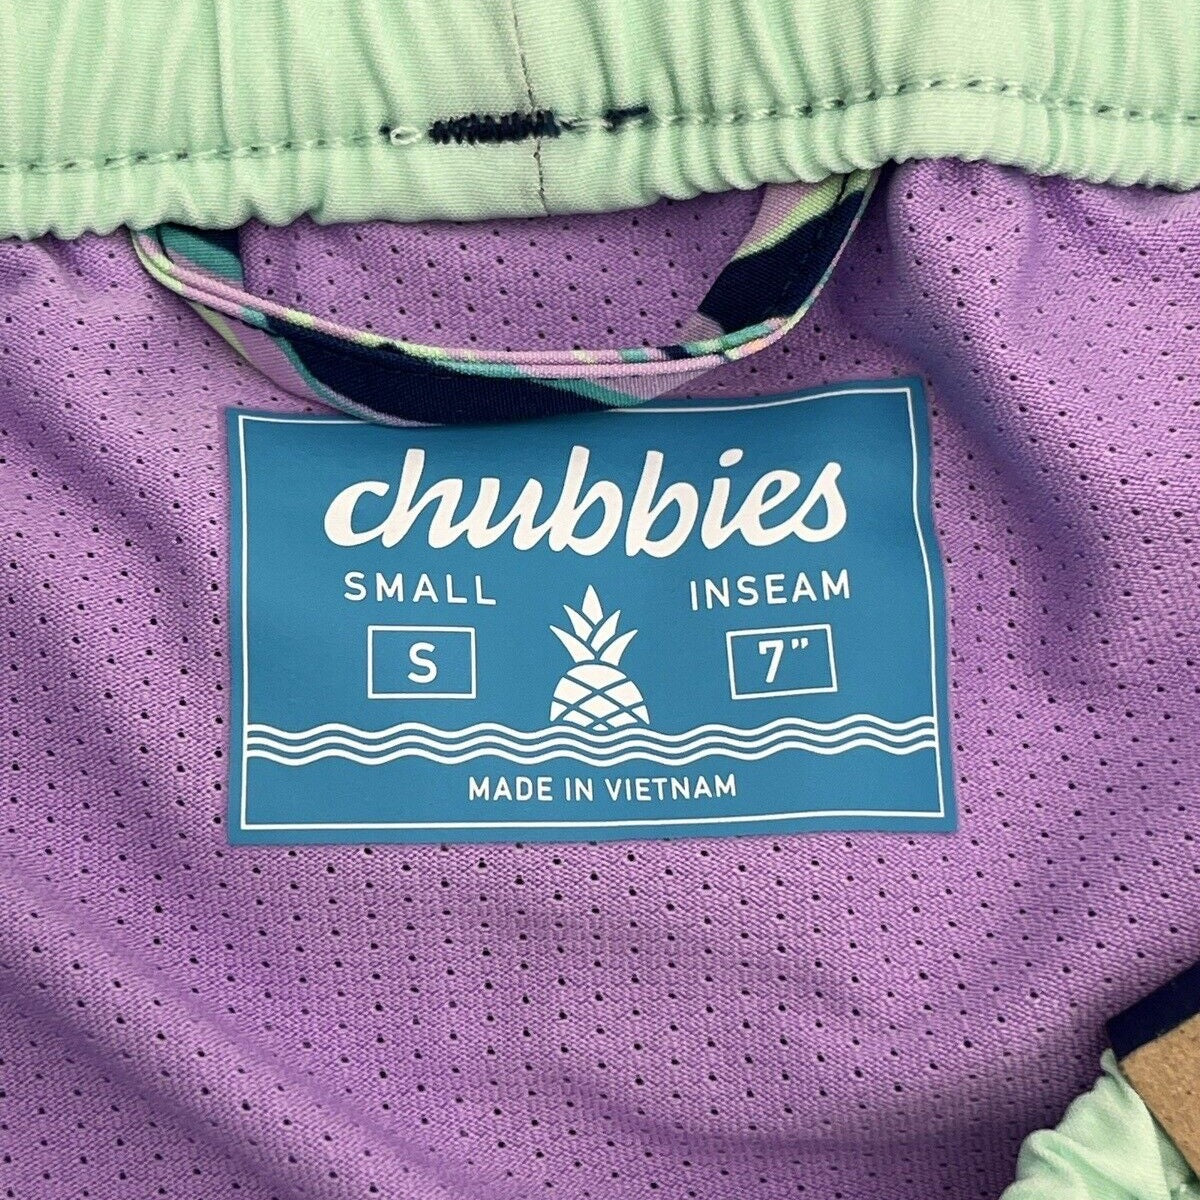 chubbies
SMALL INSEAM
S 7”
MADE IN VIETNAM